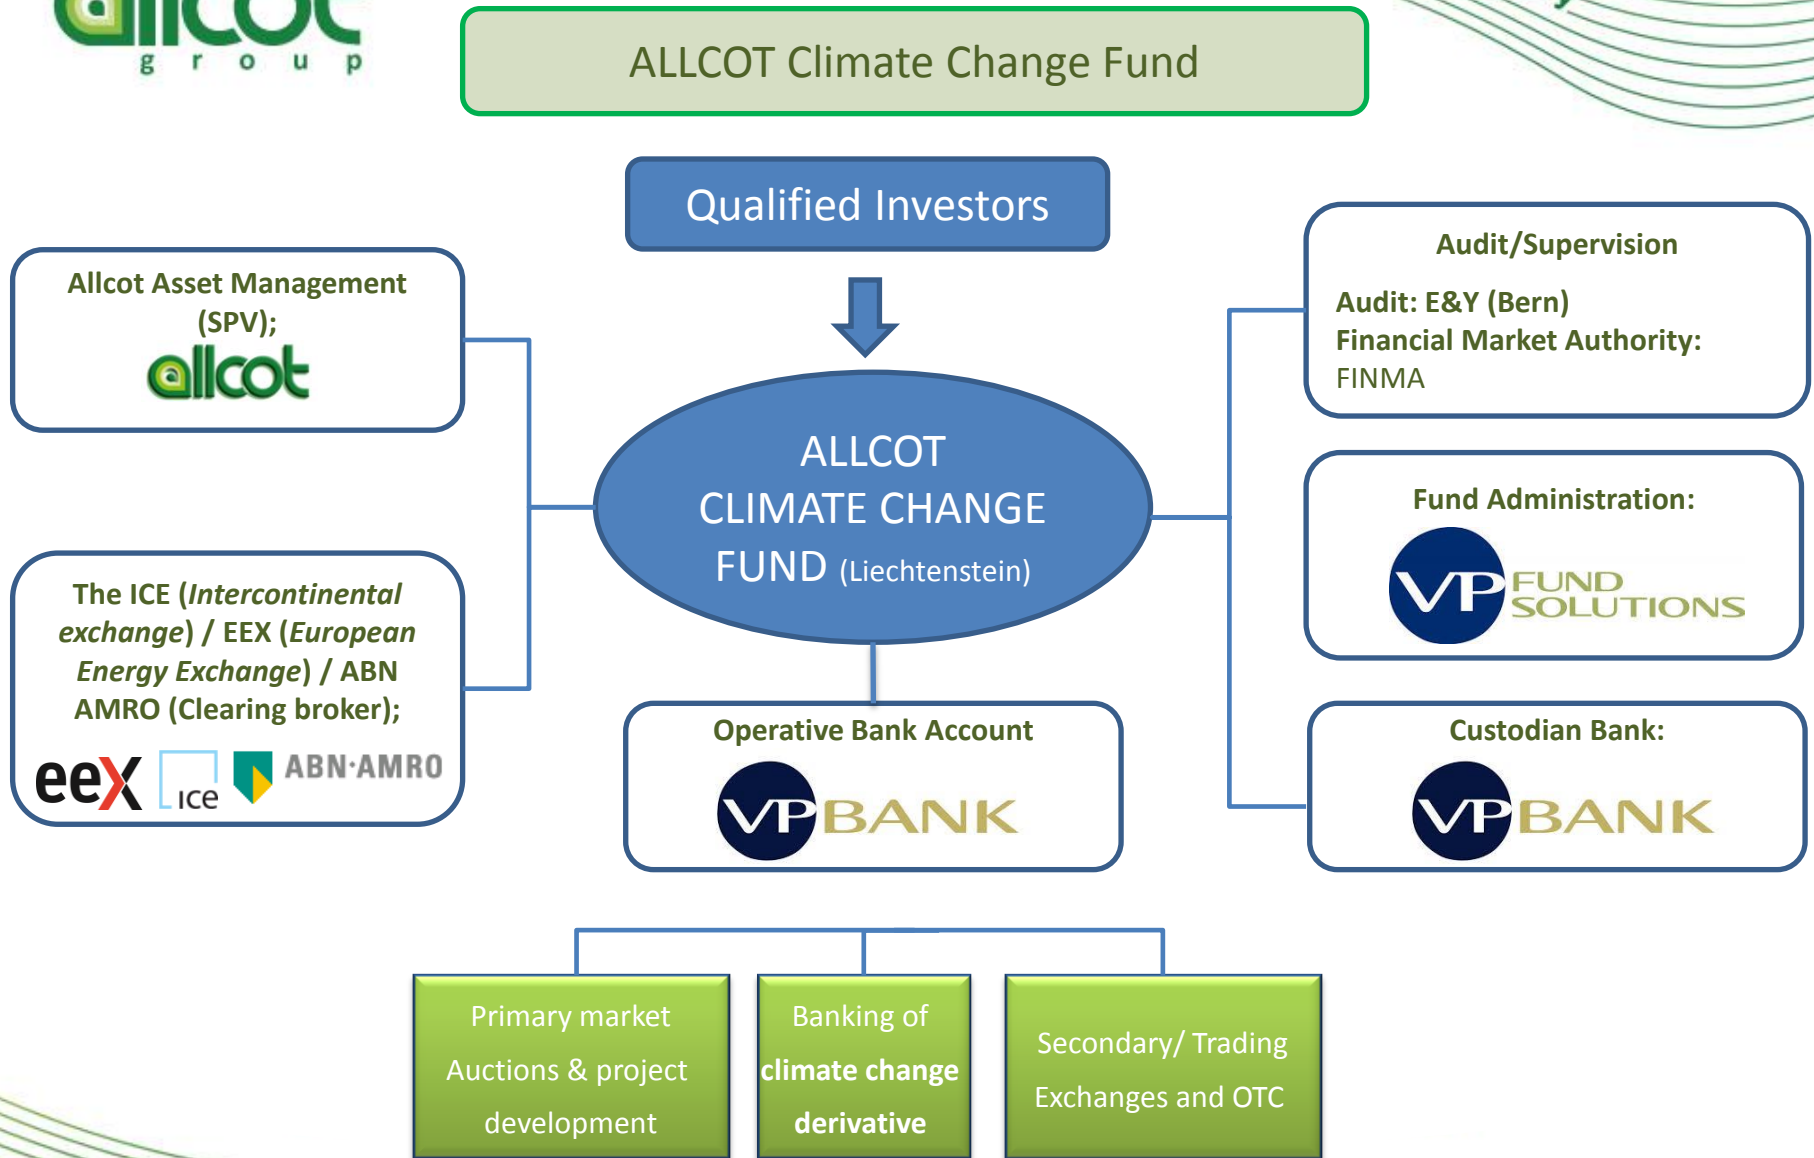 allcot
group
ALLCOT Climate Change Fund
Qualified Investors
Allcot Asset Management
(SPV);
allcot
The ICE (Intercontinental
exchange) / EEX (European
Energy Exchange) / ABN
AMRO (Clearing broker);
eex
ice
ABN·AMRO
ALLCOT
CLIMATE CHANGE
FUND (Liechtenstein)
Operative Bank Account
VP BANK
Audit/Supervision
Audit: E&Y (Bern)
Financial Market Authority:
FINMA
Fund Administration:
VP FUND
SOLUTIONS
Custodian Bank:
VP BANK
Primary market
Auctions & project
development
Banking of
climate change
derivative
Secondary/ Trading
Exchanges and OTC